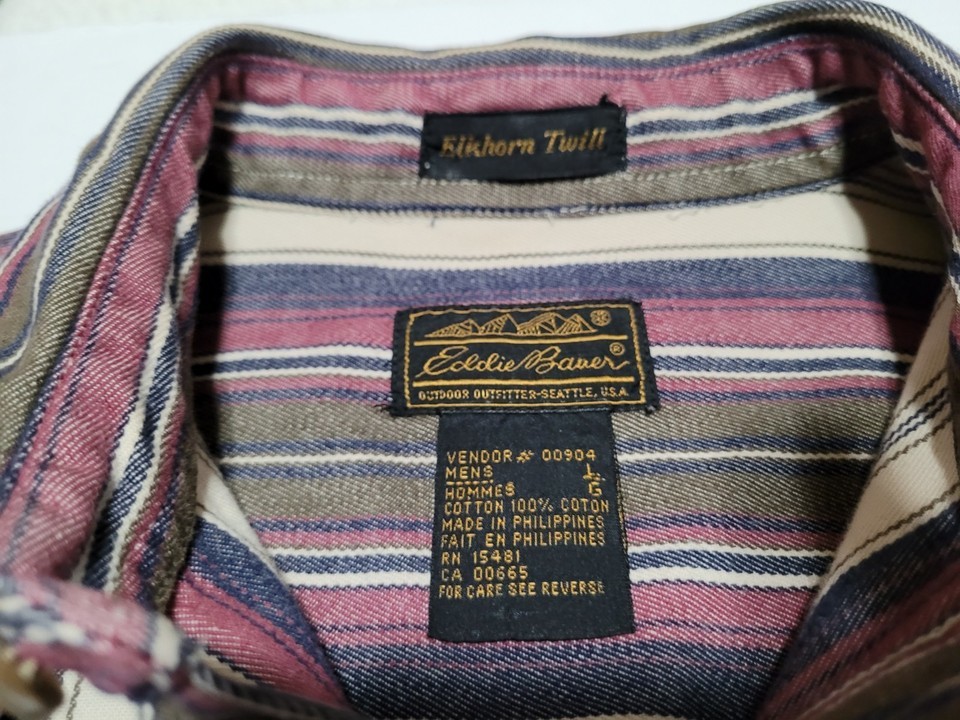 Elkhorn Twill
Eddie Bauer®
OUTDOOR OUTFITTER-SEATTLE, U.S.A.
VENDOR # 00904
MENS L
HOMMES G
COTTON 100% COTON
MADE IN PHILIPPINES
FAIT EN PHILIPPINES
RN 15481
CA 00665
FOR CARE SEE REVERSE